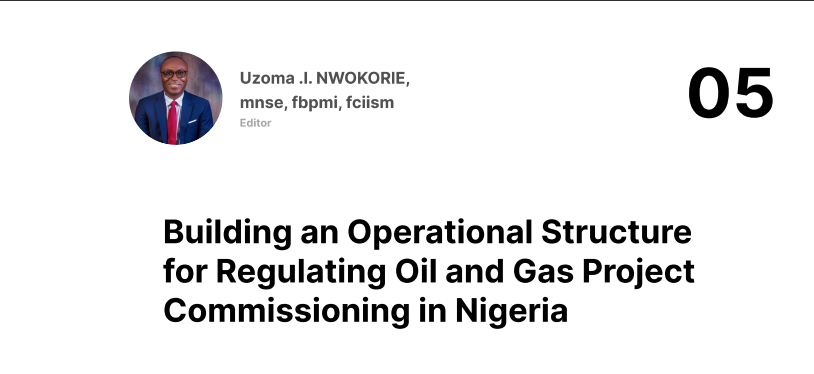 Uzoma .I. NWOKORIE,
mnse, fbpmi, fciism
Editor
05
Building an Operational Structure
for Regulating Oil and Gas Project
Commissioning in Nigeria